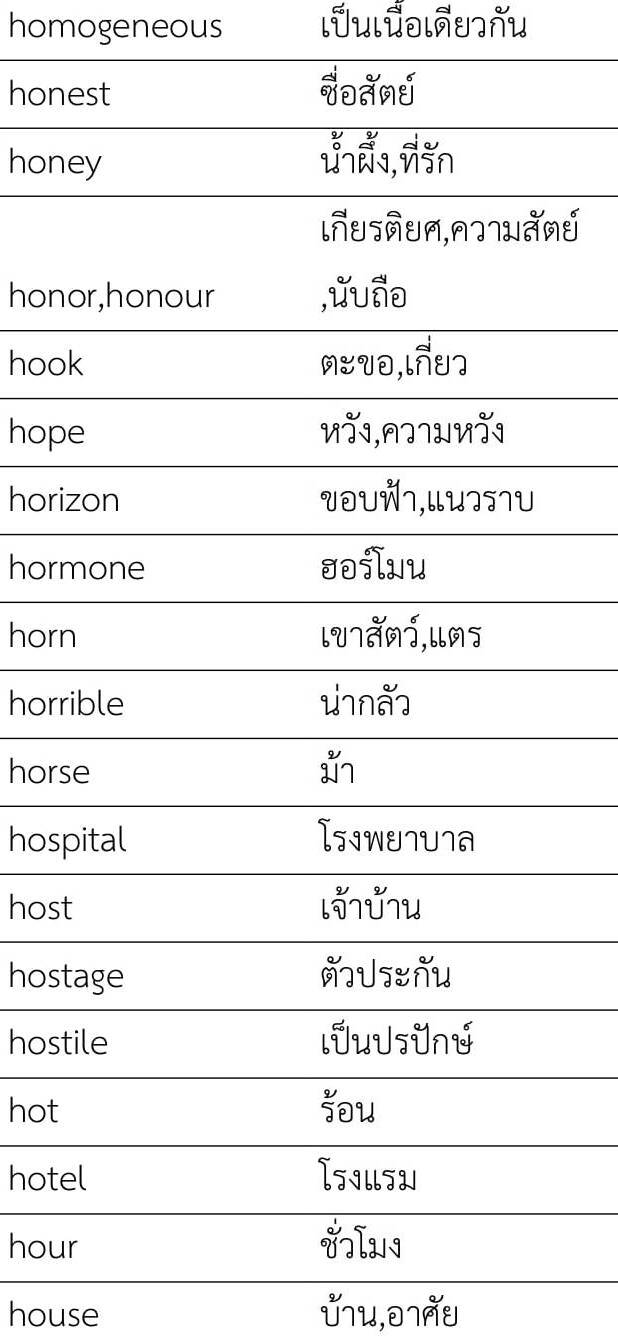 homogeneous เป็นเนื้อเดียวกัน
honest ซื่อสัตย์
honey น้ำผึ้ง,ที่รัก
เกียรติยศ,ความสัตย์
honor,honour ,นับถือ
hook ตะขอ,เกี่ยว
hope หวัง,ความหวัง
horizon ขอบฟ้า,แนวราบ
hormone ฮอร์โมน
horn เขาสัตว์,แตร
horrible น่ากลัว
horse ม้า
hospital โรงพยาบาล
host เจ้าบ้าน
hostage ตัวประกัน
hostile เป็นปรปักษ์
hot ร้อน
hotel โรงแรม
hour ชั่วโมง
house บ้าน,อาศัย